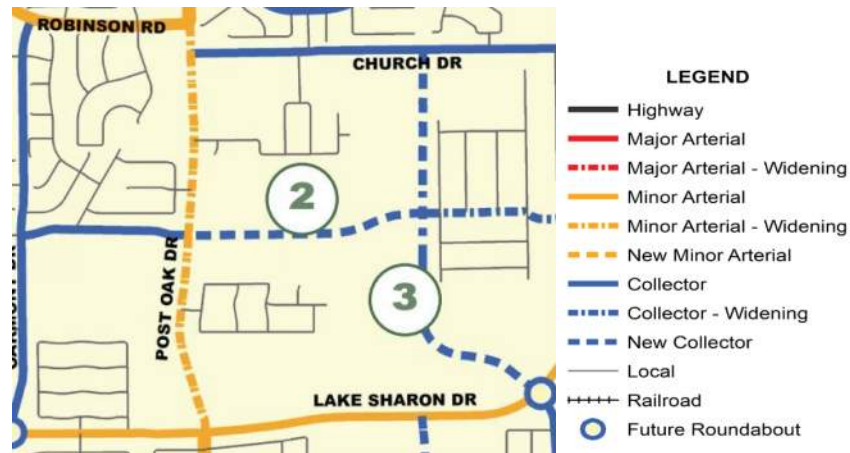 ROBINSON RD
CHURCH DR
2
POST OAK DR
3
LAKE SHARON DR
LEGEND
Highway
Major Arterial
Major Arterial - Widening
Minor Arterial
Minor Arterial - Widening
New Minor Arterial
Collector
Collector - Widening
New Collector
Local
Railroad
Future Roundabout